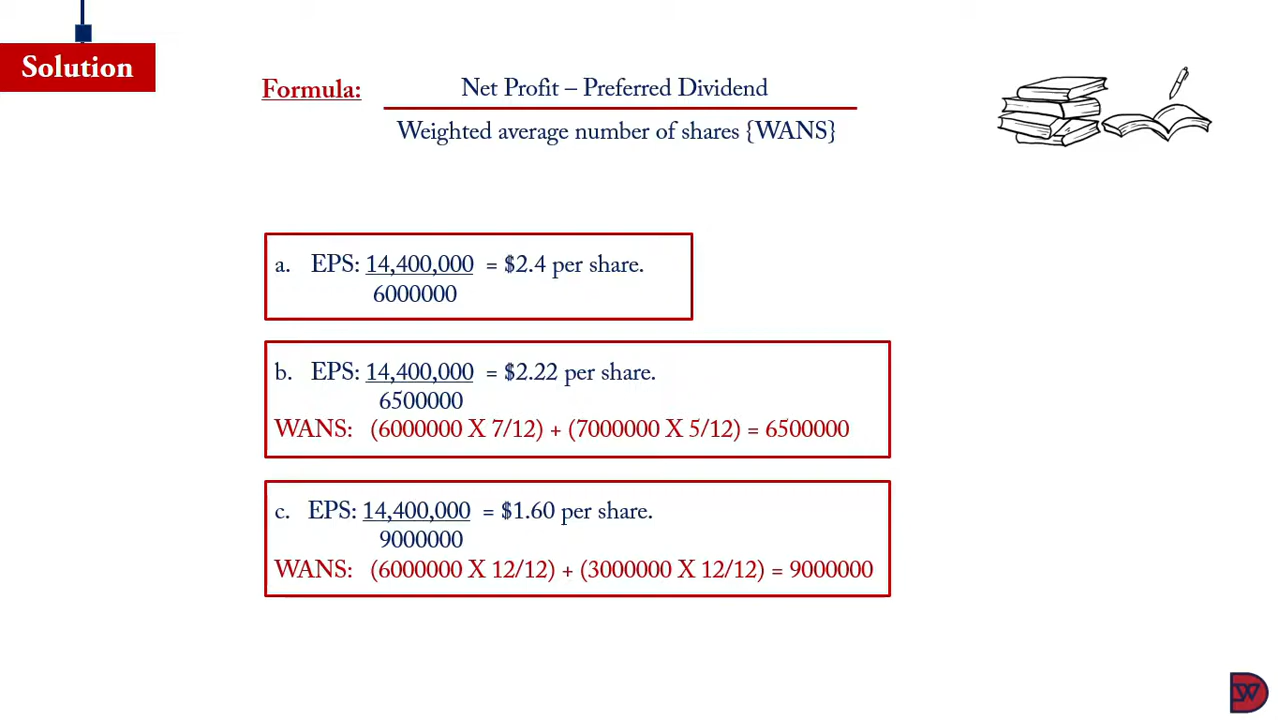 Solution
Formula:
Net Profit – Preferred Dividend
Weighted average number of shares {WANS}
a. EPS: 14,400,000 = $2.4 per share.
6000000
b. EPS: 14,400,000 = $2.22 per share.
6500000
WANS: (6000000 X 7/12) + (7000000 X 5/12) = 6500000
c. EPS: 14,400,000 = $1.60 per share.
9000000
WANS: (6000000 X 12/12) + (3000000 X 12/12) = 9000000
W